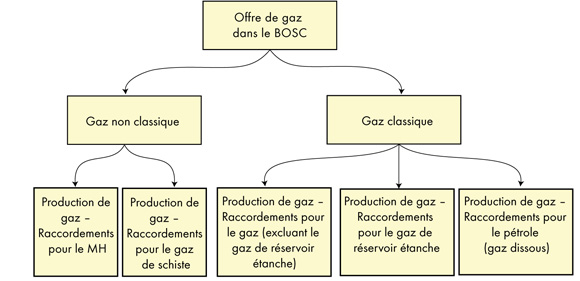 Offre de gaz
dans le BOSC
Gaz non classique
Gaz classique
Production de
gaz –
Raccordements
pour le MH
Production de
gaz –
Raccordements
pour le gaz
de schiste
Production de gaz –
Raccordements pour
le gaz (excluant le
gaz de réservoir
étanche)
Production de gaz –
Raccordements
pour le gaz de
réservoir étanche
Production de gaz –
Raccordements pour
le pétrole
(gaz dissous)